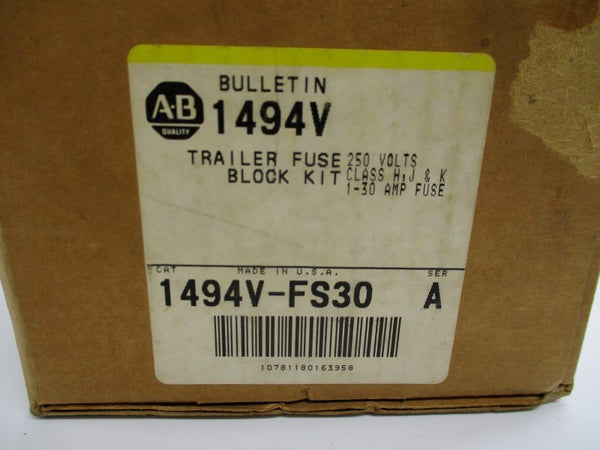 BULLETIN
A-B
QUALITY
1494V
TRAILER FUSE 250 VOLTS
BLOCK KIT CLASS H,J & K
1-30 AMP FUSE
CAT MADE IN U.S.A. SER
1494V-FS30 A
10781180163958